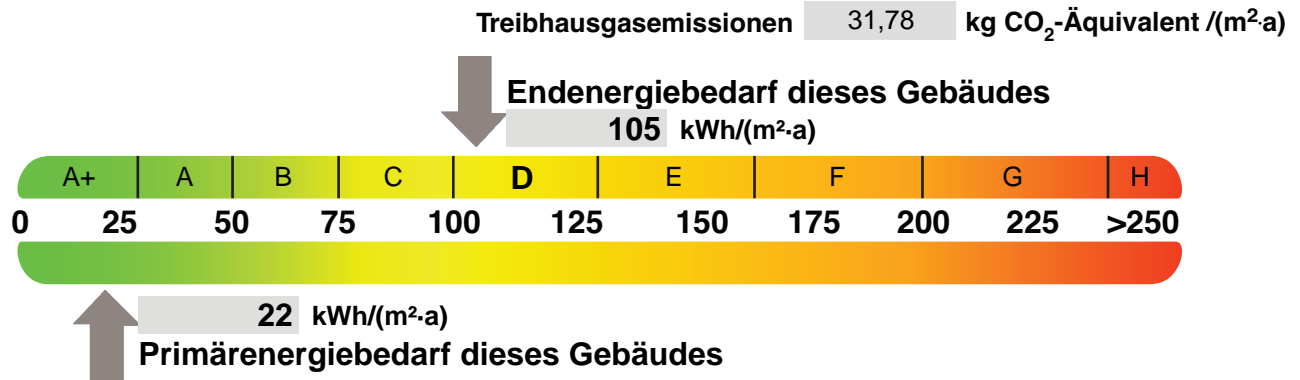 Treibhausgasemissionen 31,78 kg CO₂-Äquivalent /(m²·a)
Endenergiebedarf dieses Gebäudes
105 kWh/(m²·a)
A+ A B C D E F G H
0 25 50 75 100 125 150 175 200 225 >250
22 kWh/(m²·a)
Primärenergiebedarf dieses Gebäudes